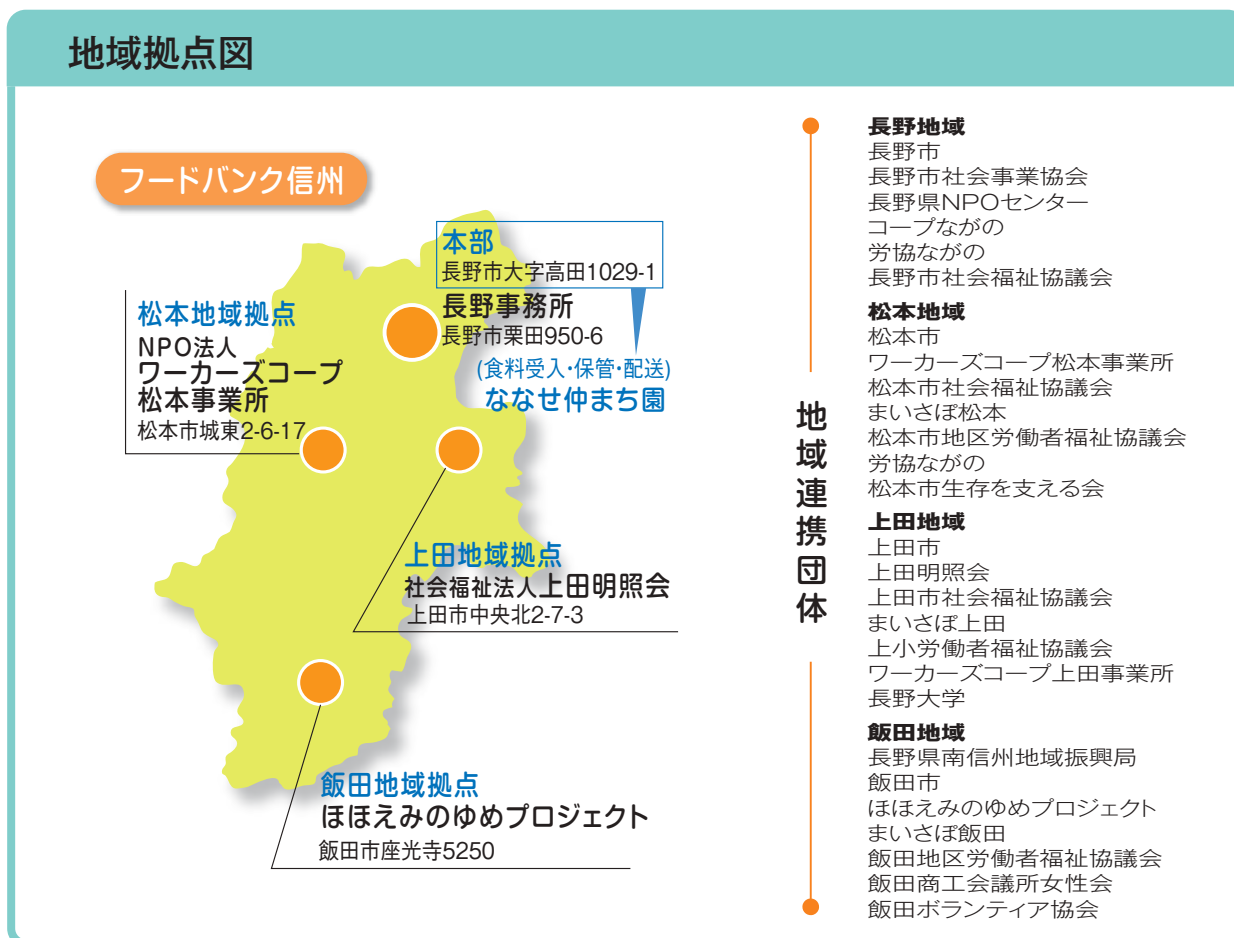 地域拠点図
フードバンク信州
本部
長野市大字高田1029-1
長野事務所
長野市栗田950-6
(食料受入・保管・配送)
ななせ仲まち園
松本地域拠点
NPO法人
ワーカーズコープ
松本事業所
松本市城東2-6-17
上田地域拠点
社会福祉法人上田明照会
上田市中央北2-7-3
飯田地域拠点
ほほえみのゆめプロジェクト
飯田市座光寺5250
地域連携団体
長野地域
長野市
長野市社会事業協会
長野県NPOセンター
コープながの
労協ながの
長野市社会福祉協議会
松本地域
松本市
ワーカーズコープ松本事業所
松本市社会福祉協議会
まいさぽ松本
松本市地区労働者福祉協議会
労協ながの
松本市生存を支える会
上田地域
上田市
上田明照会
上田市社会福祉協議会
まいさぽ上田
上小労働者福祉協議会
ワーカーズコープ上田事業所
長野大学
飯田地域
長野県南信州地域振興局
飯田市
ほほえみのゆめプロジェクト
まいさぽ飯田
飯田地区労働者福祉協議会
飯田商工会議所女性会
飯田ボランティア協会